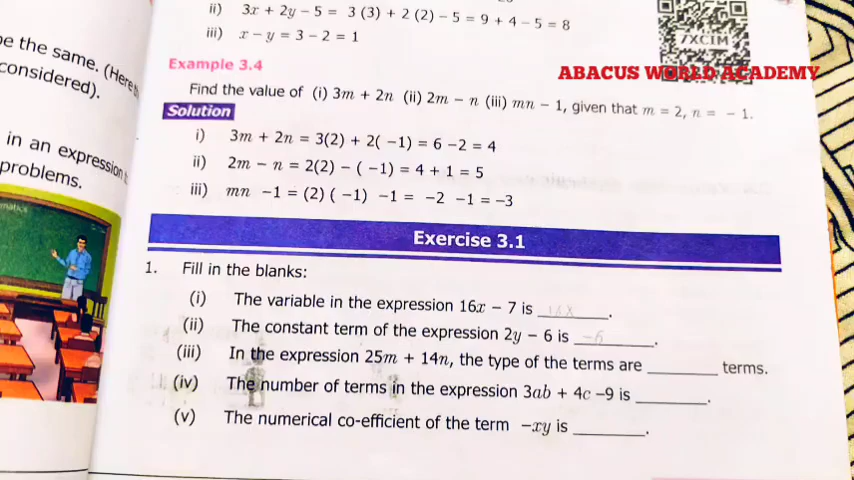 ii) 3x + 2y – 5 = 3 (3) + 2 (2) – 5 = 9 + 4 – 5 = 8
iii) x – y = 3 – 2 = 1
7XC1M
be the same. (Here
considered).
Example 3.4
ABACUS WORLD ACADEMY
Find the value of (i) 3m + 2n (ii) 2m – n (iii) mn – 1, given that m = 2, n = – 1.
Solution
i) 3m + 2n = 3(2) + 2( –1) = 6 –2 = 4
ii) 2m – n = 2(2) – ( –1) = 4 + 1 = 5
iii) mn –1 = (2) ( –1) –1 = –2 –1 = –3
in an expression
problems.
Exercise 3.1
1. Fill in the blanks:
(i) The variable in the expression 16x – 7 is ________.
(ii) The constant term of the expression 2y – 6 is –6.
(iii) In the expression 25m + 14n, the type of the terms are ________ terms.
(iv) The number of terms in the expression 3ab + 4c –9 is ________.
(v) The numerical co-efficient of the term –xy is ________.